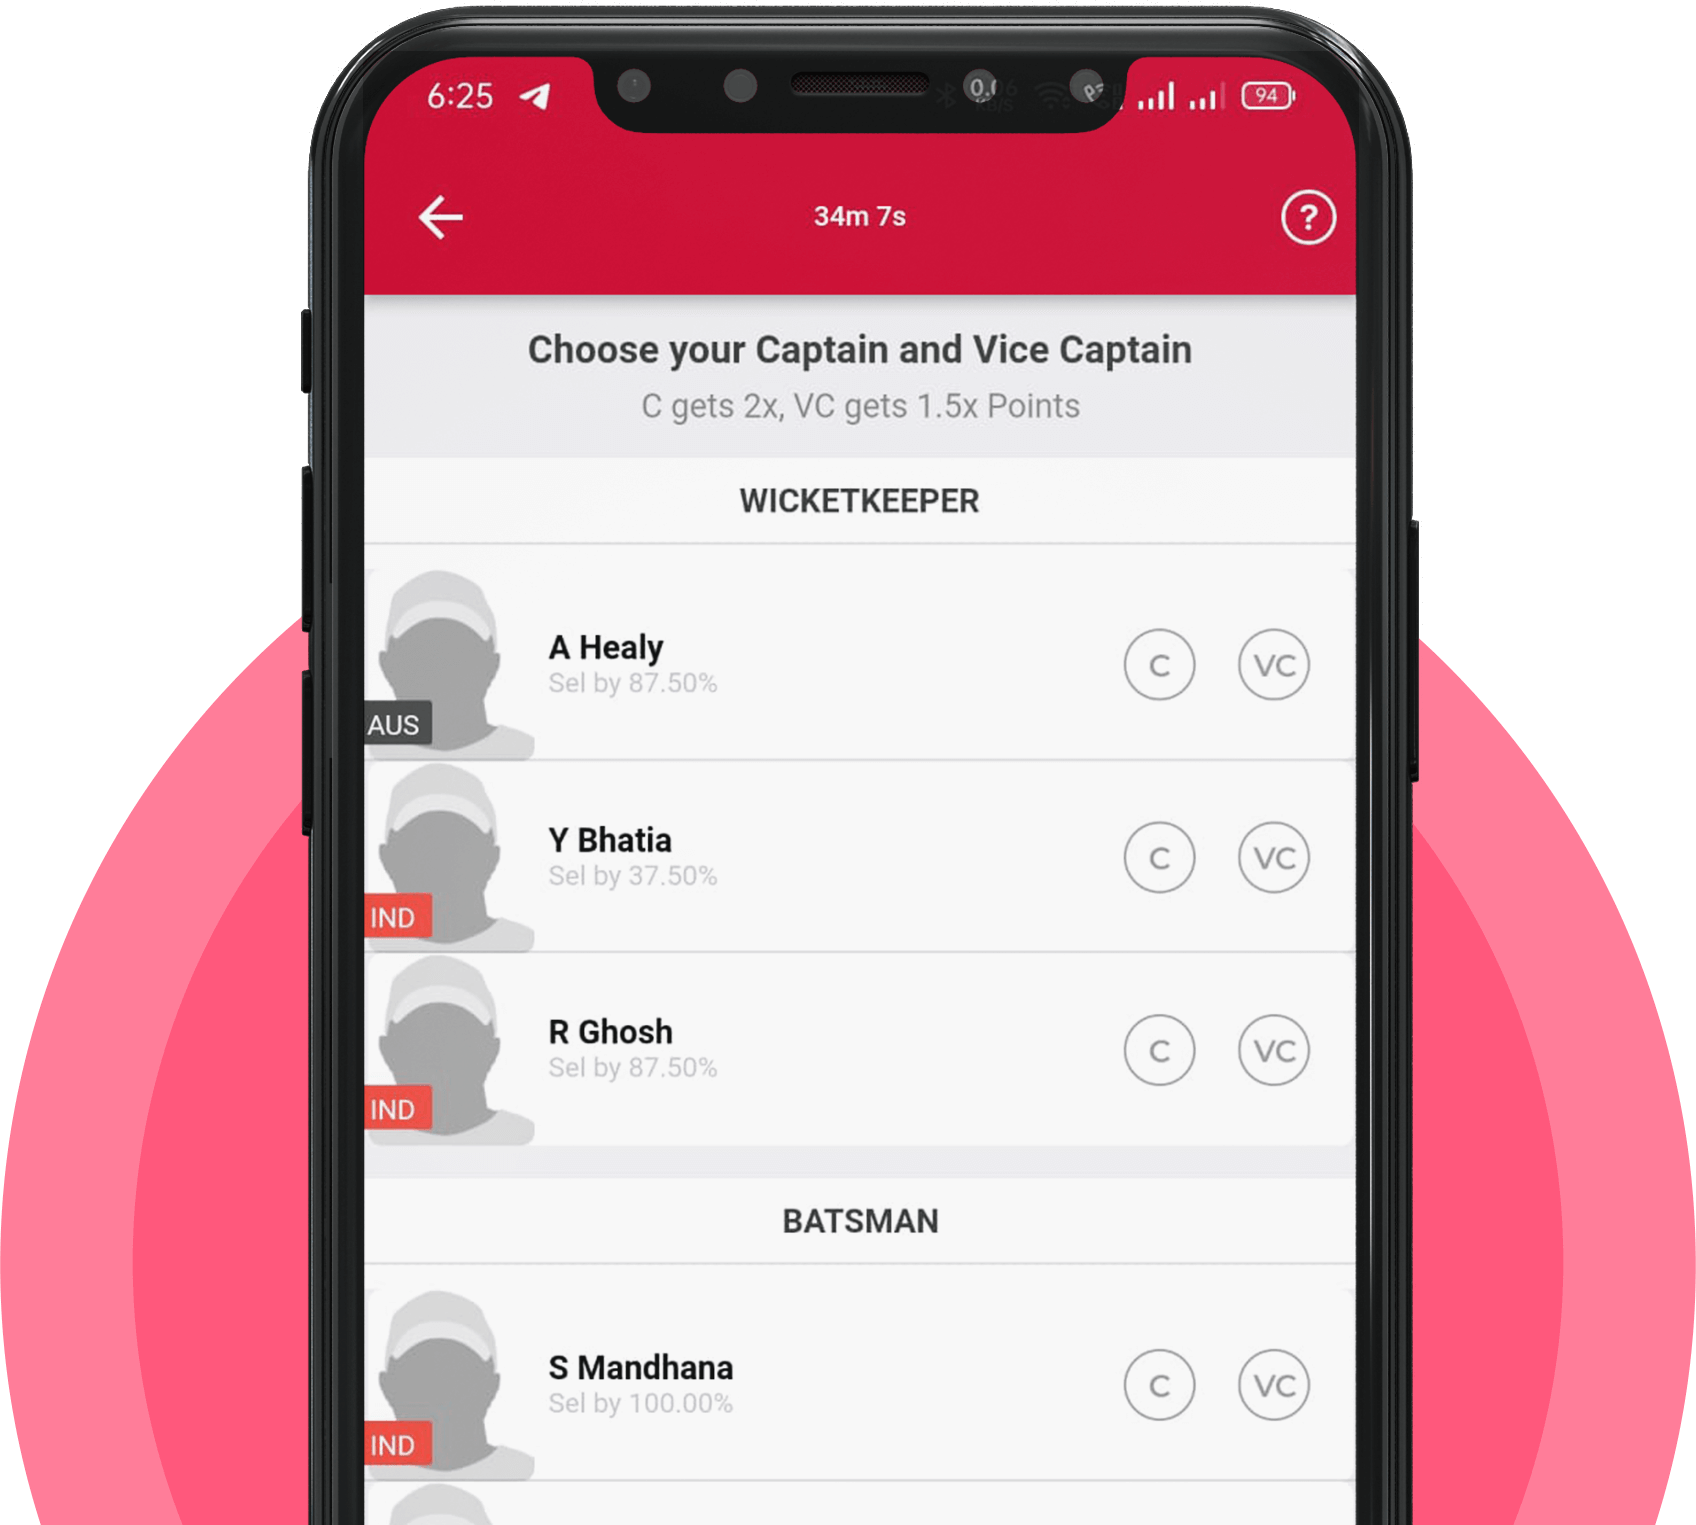 6:25 94
34m 7s ?
Choose your Captain and Vice Captain
C gets 2x, VC gets 1.5x Points
WICKETKEEPER
A Healy
Sel by 87.50%
C VC
AUS
Y Bhatia
Sel by 37.50%
C VC
IND
R Ghosh
Sel by 87.50%
C VC
IND
BATSMAN
S Mandhana
Sel by 100.00%
C VC
IND